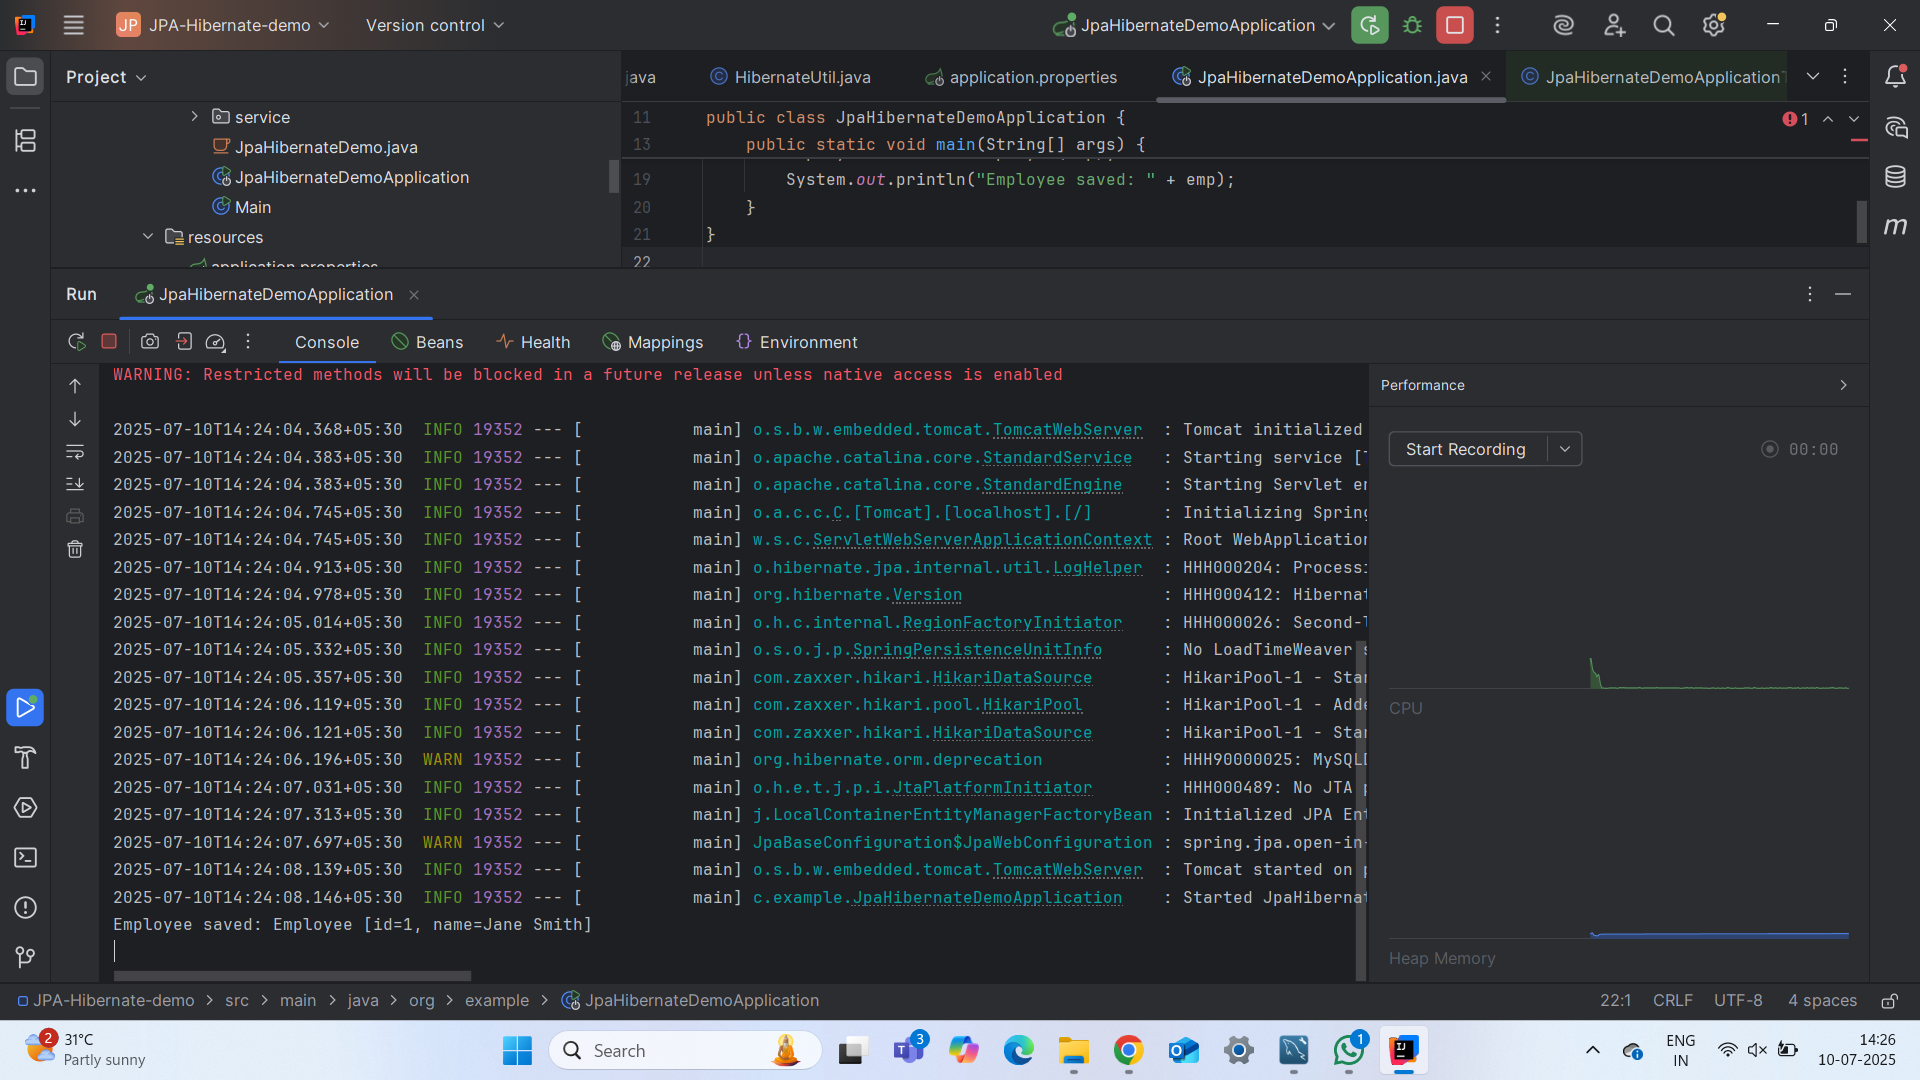 JP JPA-Hibernate-demo Version control JpaHibernateDemoApplication
Project
java HibernateUtil.java application.properties JpaHibernateDemoApplication.java JpaHibernateDemoApplication
service
JpaHibernateDemo.java
JpaHibernateDemoApplication
Main
resources
application.properties
11 public class JpaHibernateDemoApplication {
13 public static void main(String[] args) {
19 System.out.println("Employee saved: " + emp);
20 }
21 }
22
1
m
Run JpaHibernateDemoApplication
Console Beans Health Mappings Environment
WARNING: Restricted methods will be blocked in a future release unless native access is enabled
2025-07-10T14:24:04.368+05:30 INFO 19352 --- [ main] o.s.b.w.embedded.tomcat.TomcatWebServer : Tomcat initialized
2025-07-10T14:24:04.383+05:30 INFO 19352 --- [ main] o.apache.catalina.core.StandardService : Starting service [
2025-07-10T14:24:04.383+05:30 INFO 19352 --- [ main] o.apache.catalina.core.StandardEngine : Starting Servlet en
2025-07-10T14:24:04.745+05:30 INFO 19352 --- [ main] o.a.c.c.C.[Tomcat].[localhost].[/] : Initializing Spring
2025-07-10T14:24:04.745+05:30 INFO 19352 --- [ main] w.s.c.ServletWebServerApplicationContext : Root WebApplication
2025-07-10T14:24:04.913+05:30 INFO 19352 --- [ main] o.hibernate.jpa.internal.util.LogHelper : HHH000204: Processi
2025-07-10T14:24:04.978+05:30 INFO 19352 --- [ main] org.hibernate.Version : HHH000412: Hibernat
2025-07-10T14:24:05.014+05:30 INFO 19352 --- [ main] o.h.c.internal.RegionFactoryInitiator : HHH000026: Second-l
2025-07-10T14:24:05.332+05:30 INFO 19352 --- [ main] o.s.o.j.p.SpringPersistenceUnitInfo : No LoadTimeWeaver s
2025-07-10T14:24:05.357+05:30 INFO 19352 --- [ main] com.zaxxer.hikari.HikariDataSource : HikariPool-1 - Star
2025-07-10T14:24:06.119+05:30 INFO 19352 --- [ main] com.zaxxer.hikari.pool.HikariPool : HikariPool-1 - Adde
2025-07-10T14:24:06.121+05:30 INFO 19352 --- [ main] com.zaxxer.hikari.HikariDataSource : HikariPool-1 - Star
2025-07-10T14:24:06.196+05:30 WARN 19352 --- [ main] org.hibernate.orm.deprecation : HHH90000025: MySQLD
2025-07-10T14:24:07.031+05:30 INFO 19352 --- [ main] o.h.e.t.j.p.i.JtaPlatformInitiator : HHH000489: No JTA p
2025-07-10T14:24:07.313+05:30 INFO 19352 --- [ main] j.LocalContainerEntityManagerFactoryBean : Initialized JPA Ent
2025-07-10T14:24:07.697+05:30 WARN 19352 --- [ main] JpaBaseConfiguration$JpaWebConfiguration : spring.jpa.open-in-
2025-07-10T14:24:08.139+05:30 INFO 19352 --- [ main] o.s.b.w.embedded.tomcat.TomcatWebServer : Tomcat started on p
2025-07-10T14:24:08.146+05:30 INFO 19352 --- [ main] c.example.JpaHibernateDemoApplication : Started JpaHibernat
Employee saved: Employee [id=1, name=Jane Smith]
Performance
Start Recording 00:00
CPU
Heap Memory
JPA-Hibernate-demo > src > main > java > org > example > JpaHibernateDemoApplication 22:1 CRLF UTF-8 4 spaces
2 31°C
Partly sunny
Search
3
1
ENG
IN
14:26
10-07-2025